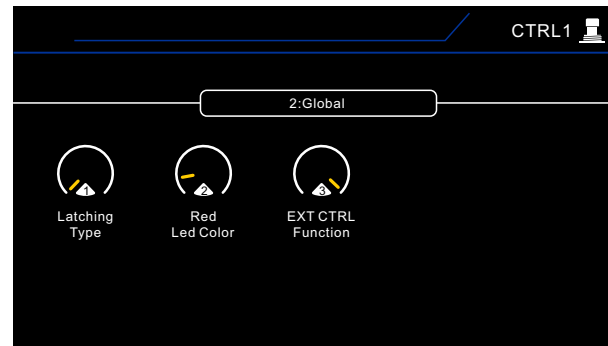 CTRL1
2:Global
1
2
3
Latching
Type
Red
Led Color
EXT CTRL
Function